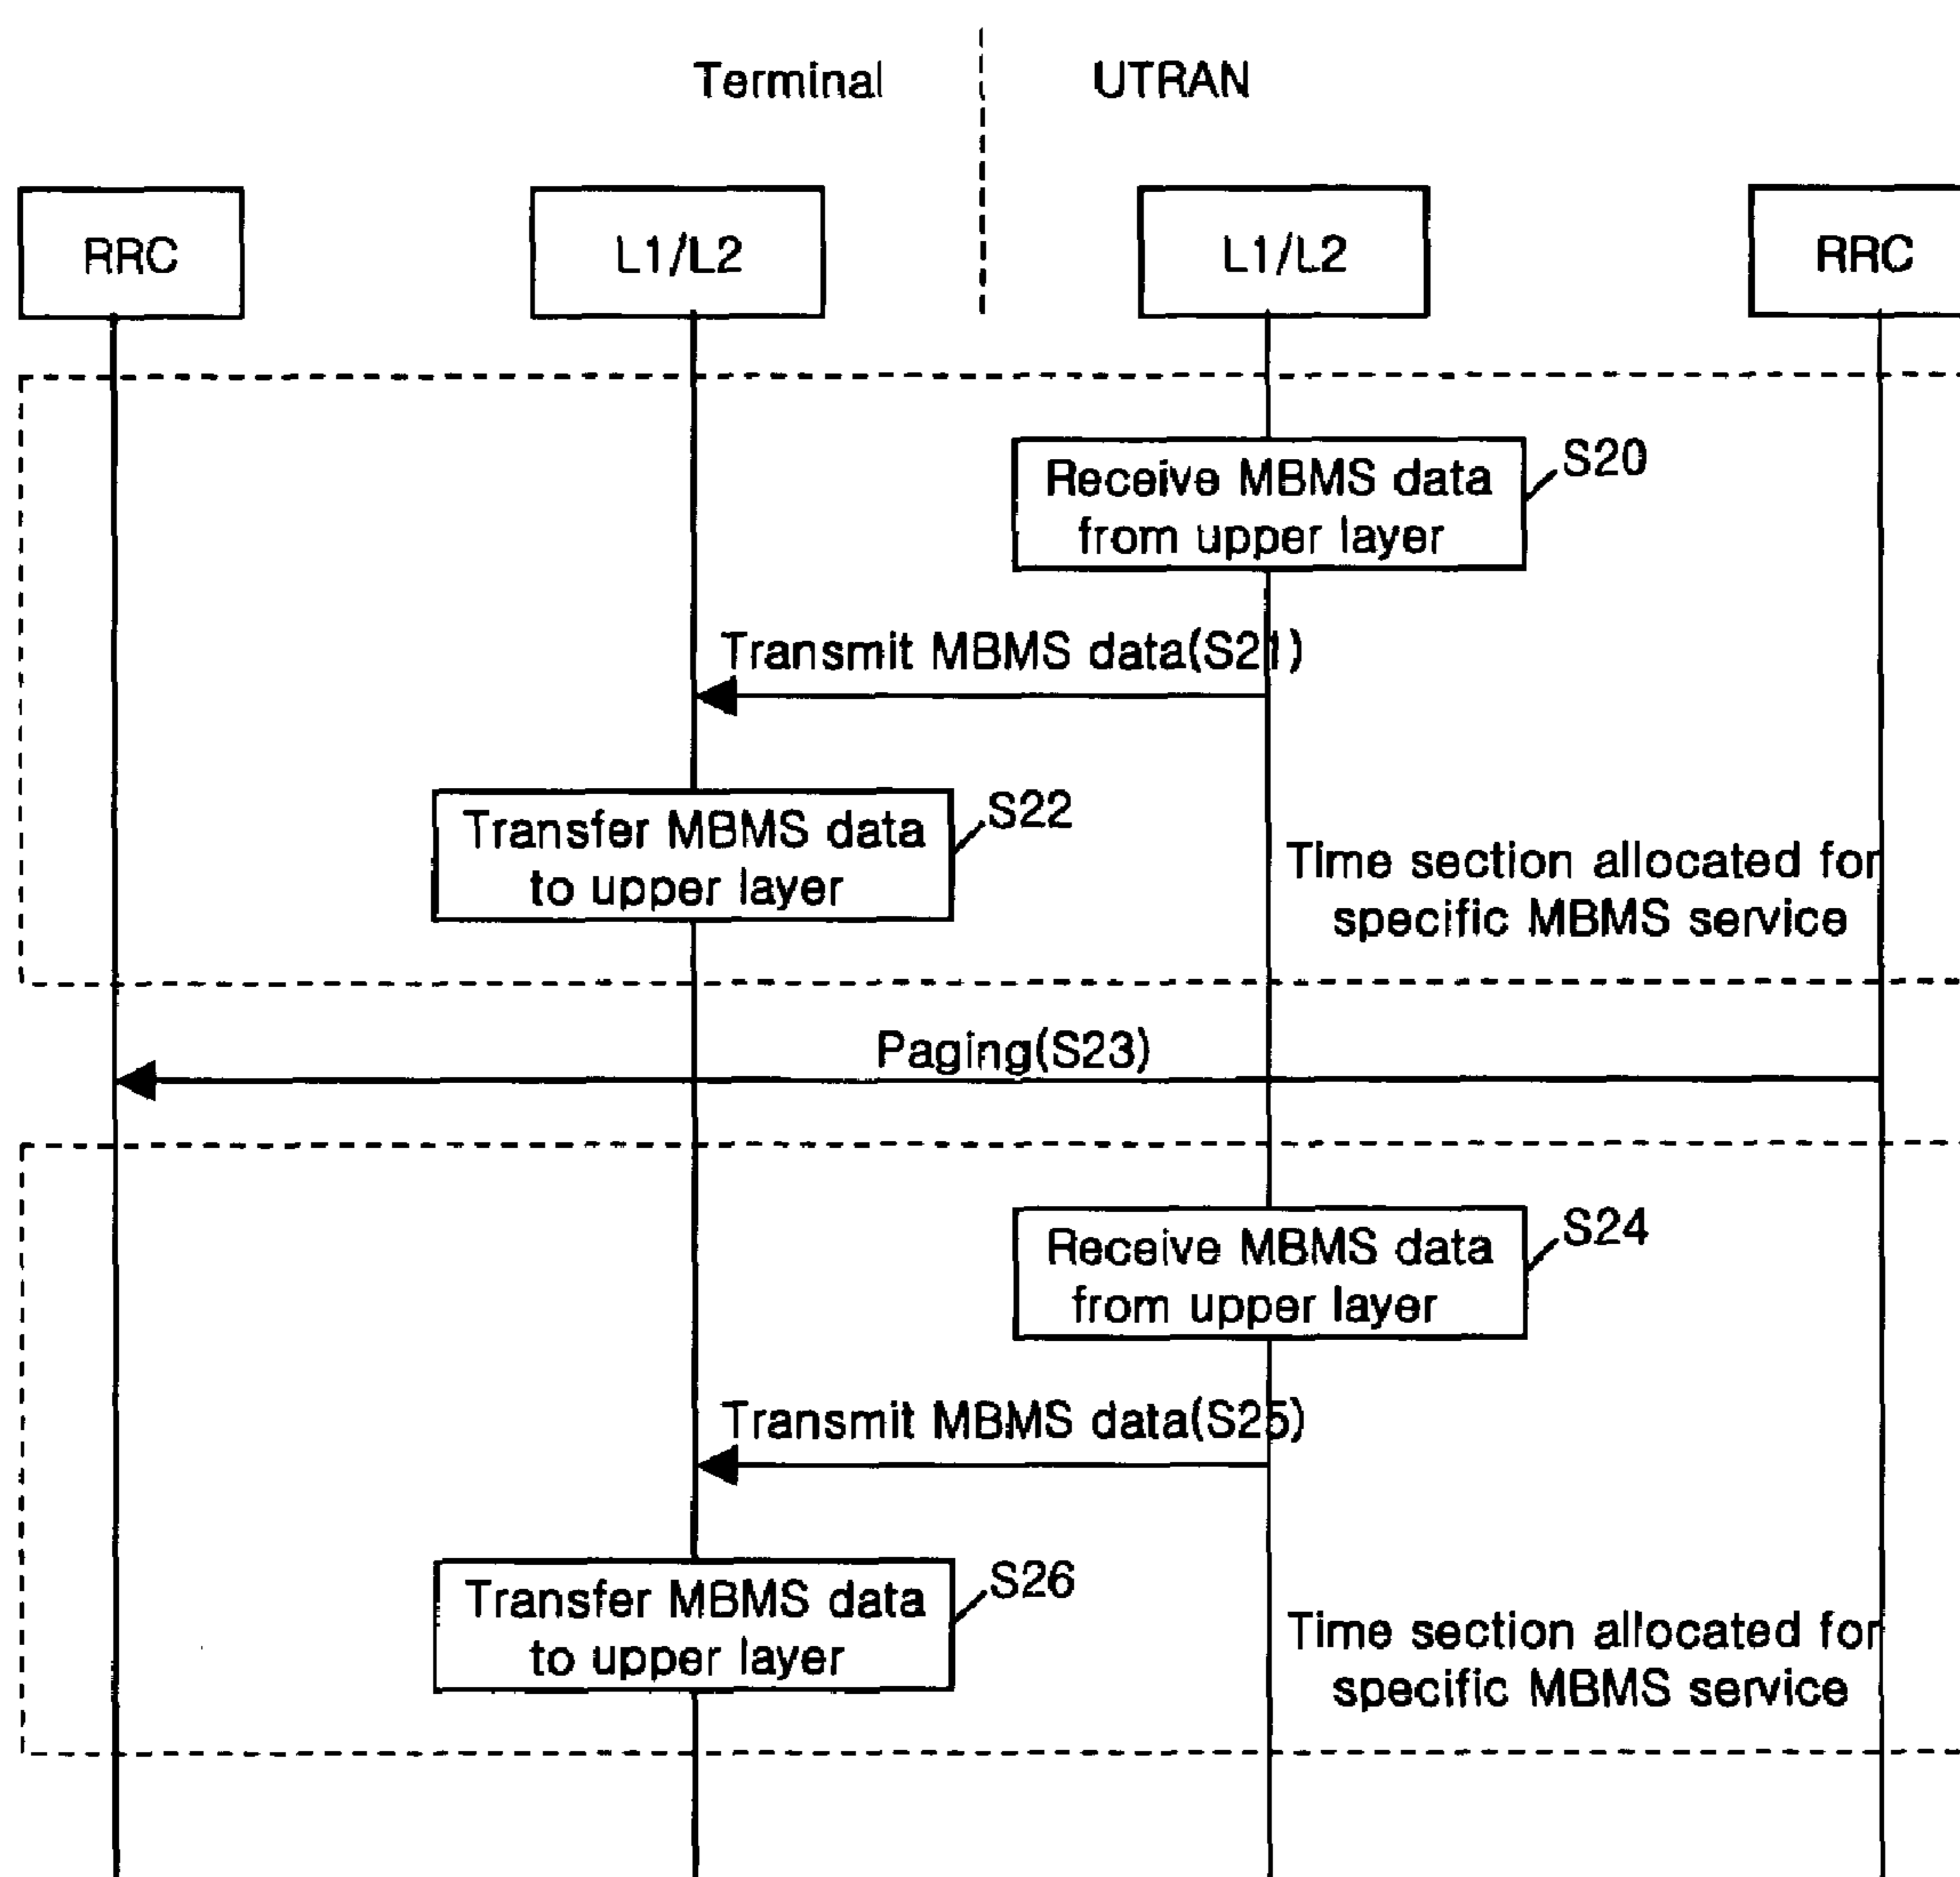 Terminal
UTRAN
RRC
L1/L2
L1/L2
RRC
Receive MBMS data
from upper layer
S20
Transmit MBMS data(S21)
Transfer MBMS data
to upper layer
S22
Time section allocated for
specific MBMS service
Paging(S23)
Receive MBMS data
from upper layer
S24
Transmit MBMS data(S25)
Transfer MBMS data
to upper layer
S26
Time section allocated for
specific MBMS service